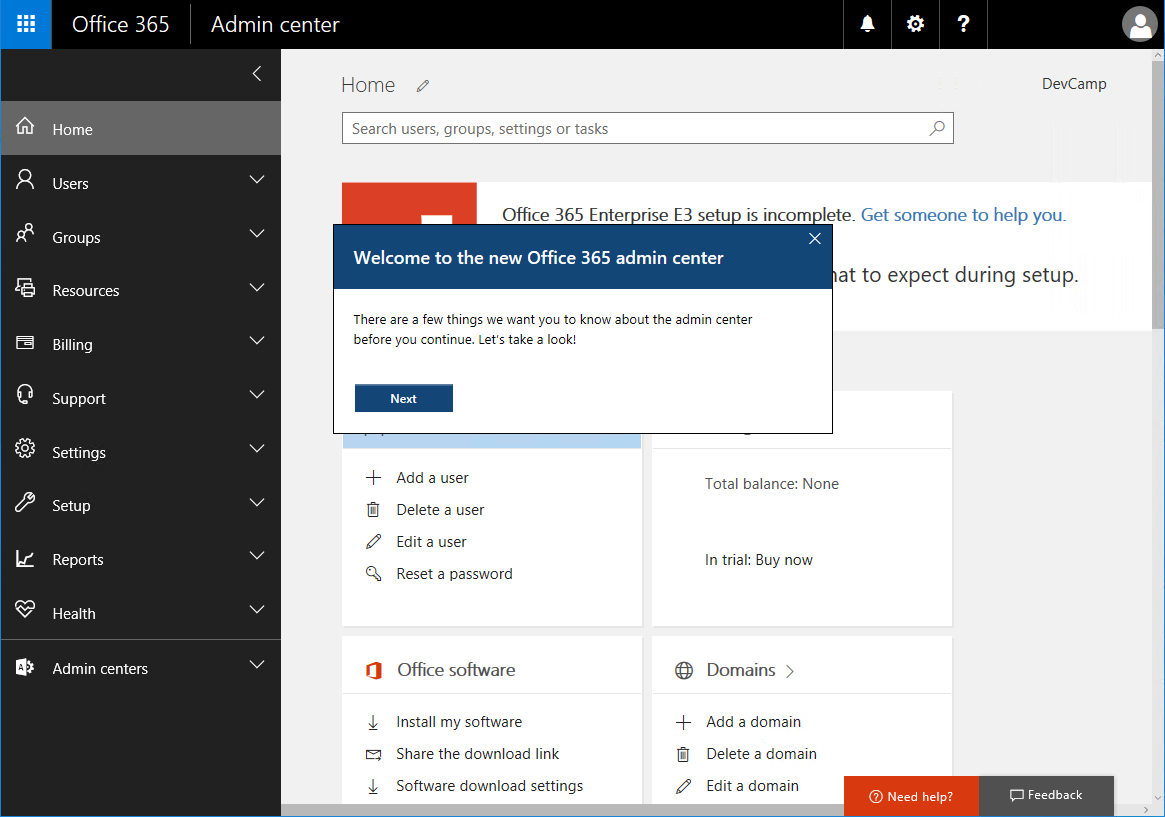 Office 365
Admin center
Home
DevCamp
Search users, groups, settings or tasks
Home
Users
Groups
Resources
Billing
Support
Settings
Setup
Reports
Health
Admin centers
Office 365 Enterprise E3 setup is incomplete. Get someone to help you.
to expect during setup.
Welcome to the new Office 365 admin center
There are a few things we want you to know about the admin center
before you continue. Let's take a look!
Next
Add a user
Delete a user
Edit a user
Reset a password
Total balance: None
In trial: Buy now
Office software
Install my software
Share the download link
Software download settings
Domains
Add a domain
Delete a domain
Edit a domain
Need help?
Feedback